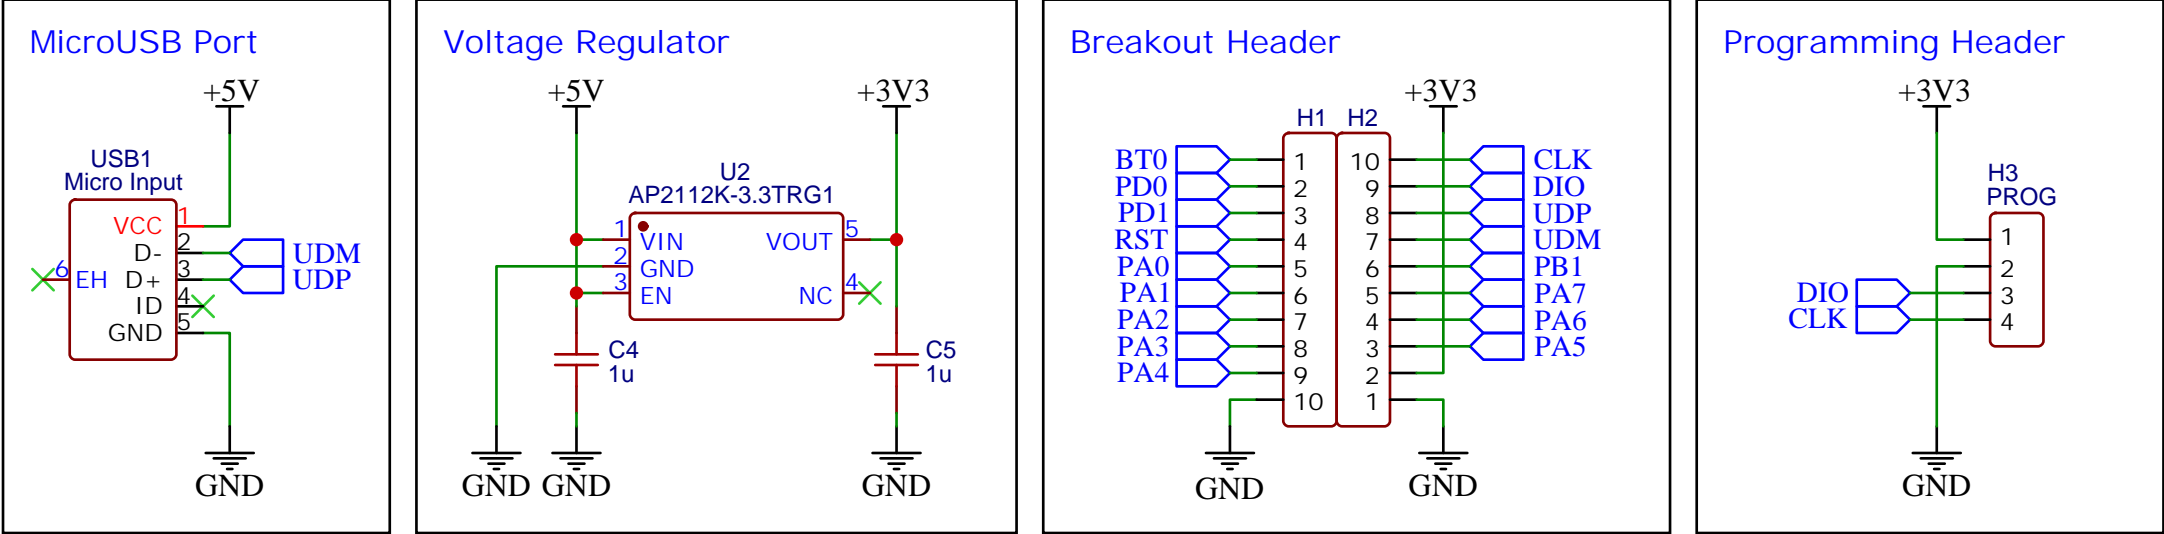 MicroUSB Port
+5V
USB1
Micro Input
VCC 1
D- 2 UDM
6 EH D+ 3 UDP
ID 4
GND 5
GND
Voltage Regulator
+5V +3V3
U2
AP2112K-3.3TRG1
1 VIN VOUT 5
2 GND
3 EN NC 4
C4
1u
C5
1u
GND GND GND
Breakout Header
+3V3
H1 H2
BT0 1 10 CLK
PD0 2 9 DIO
PD1 3 8 UDP
RST 4 7 UDM
PA0 5 6 PB1
PA1 6 5 PA7
PA2 7 4 PA6
PA3 8 3 PA5
PA4 9 2
10 1
GND GND
Programming Header
+3V3
H3
PROG
1
2
DIO 3
CLK 4
GND